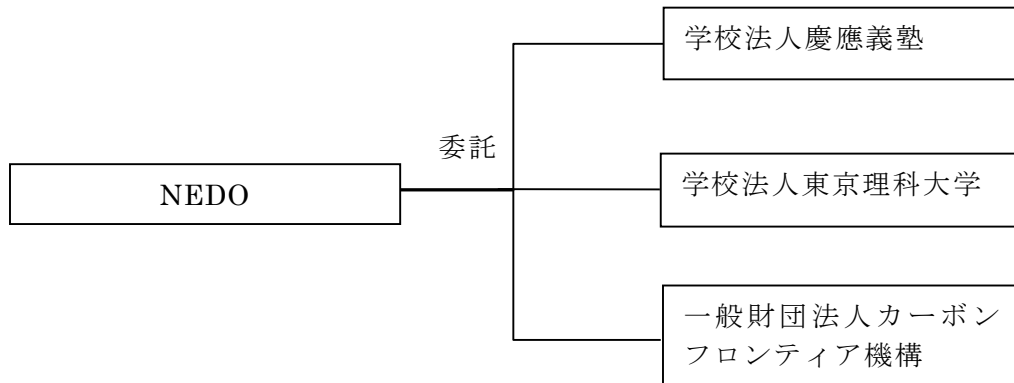 学校法人慶應義塾
委託
NEDO
学校法人東京理科大学
一般財団法人カーボン
フロンティア機構